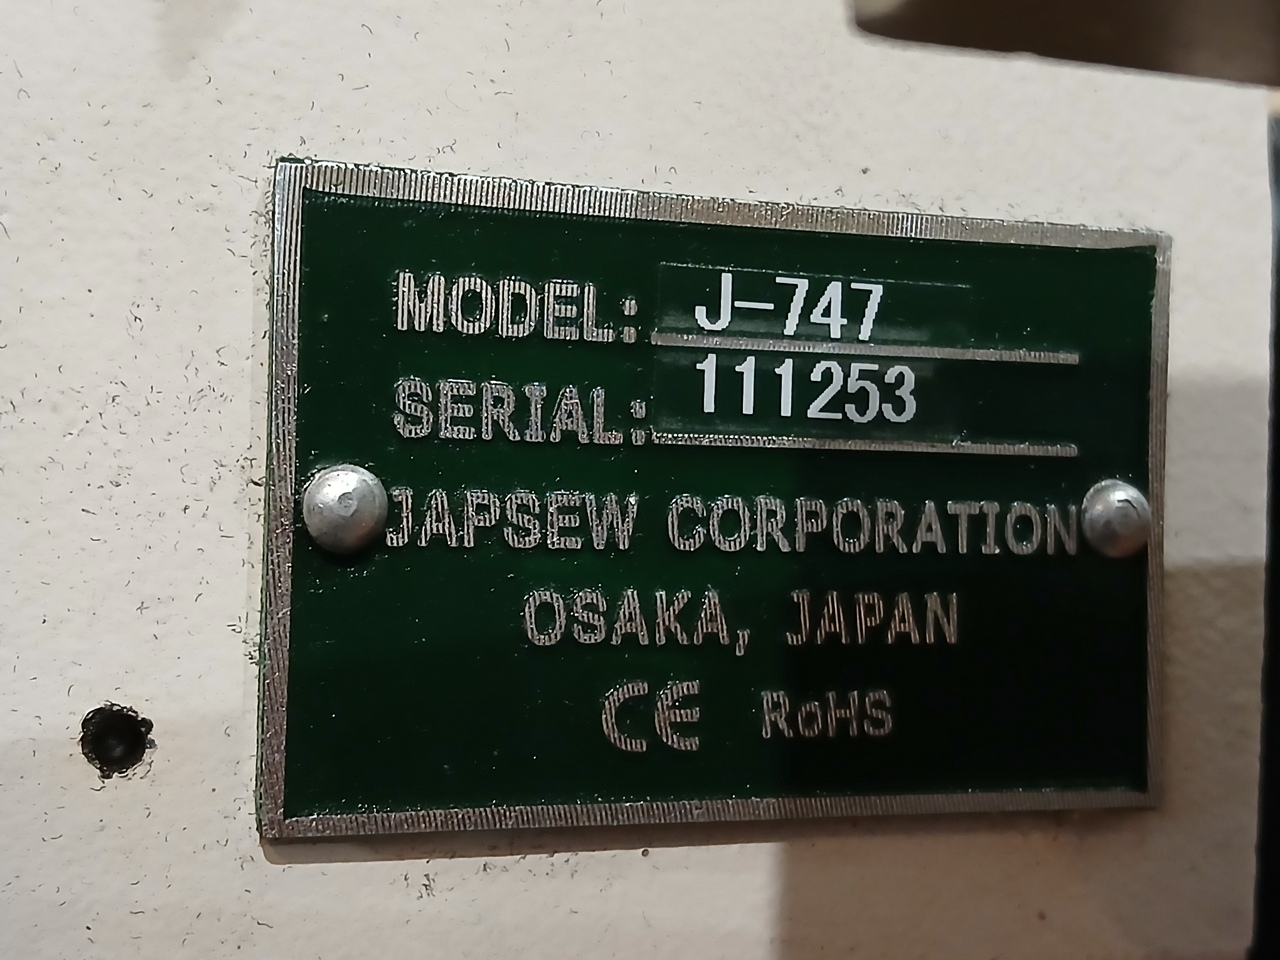 MODEL: J-747
SERIAL: 111253
JAPSEW CORPORATION
OSAKA, JAPAN
CE RoHS